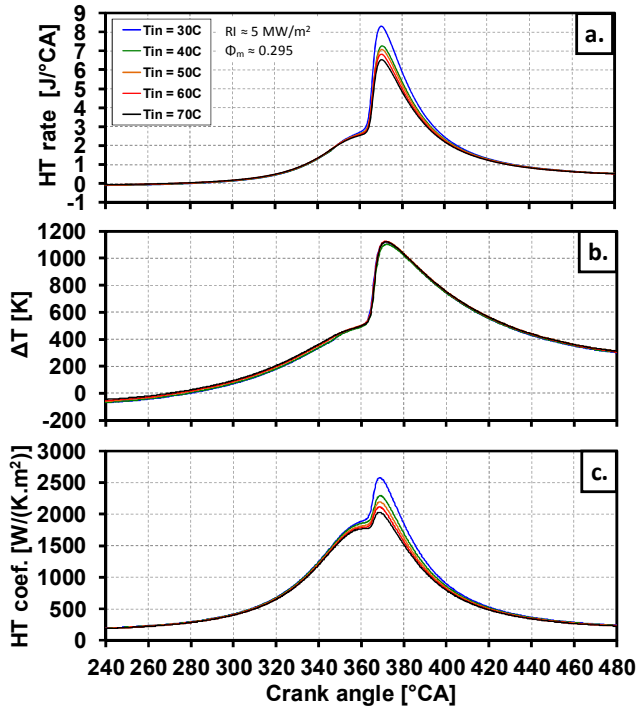 HT rate [J/°CA]
9
8
7
6
5
4
3
2
1
0
-1
Tin = 30C
Tin = 40C
Tin = 50C
Tin = 60C
Tin = 70C
RI ≈ 5 MW/m²
Φm ≈ 0.295
a.
ΔT [K]
1200
1000
800
600
400
200
0
-200
b.
HT coef. [W/(K.m²)]
3000
2500
2000
1500
1000
500
0
c.
240 260 280 300 320 340 360 380 400 420 440 460 480
Crank angle [°CA]